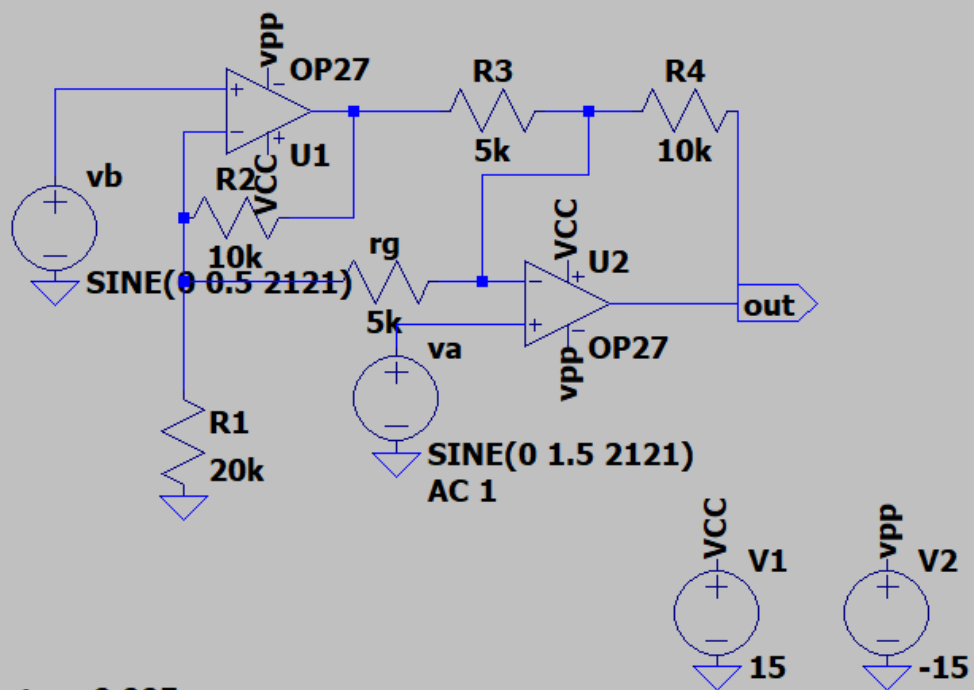 vpp
OP27
R3
R4
U1
VCC
5k
10k
vb
R2
10k
SINE(0 0.5 2121)
rg
5k
VCC
U2
out
va
vpp
OP27
R1
20k
SINE(0 1.5 2121)
AC 1
VCC
V1
vpp
V2
15
-15